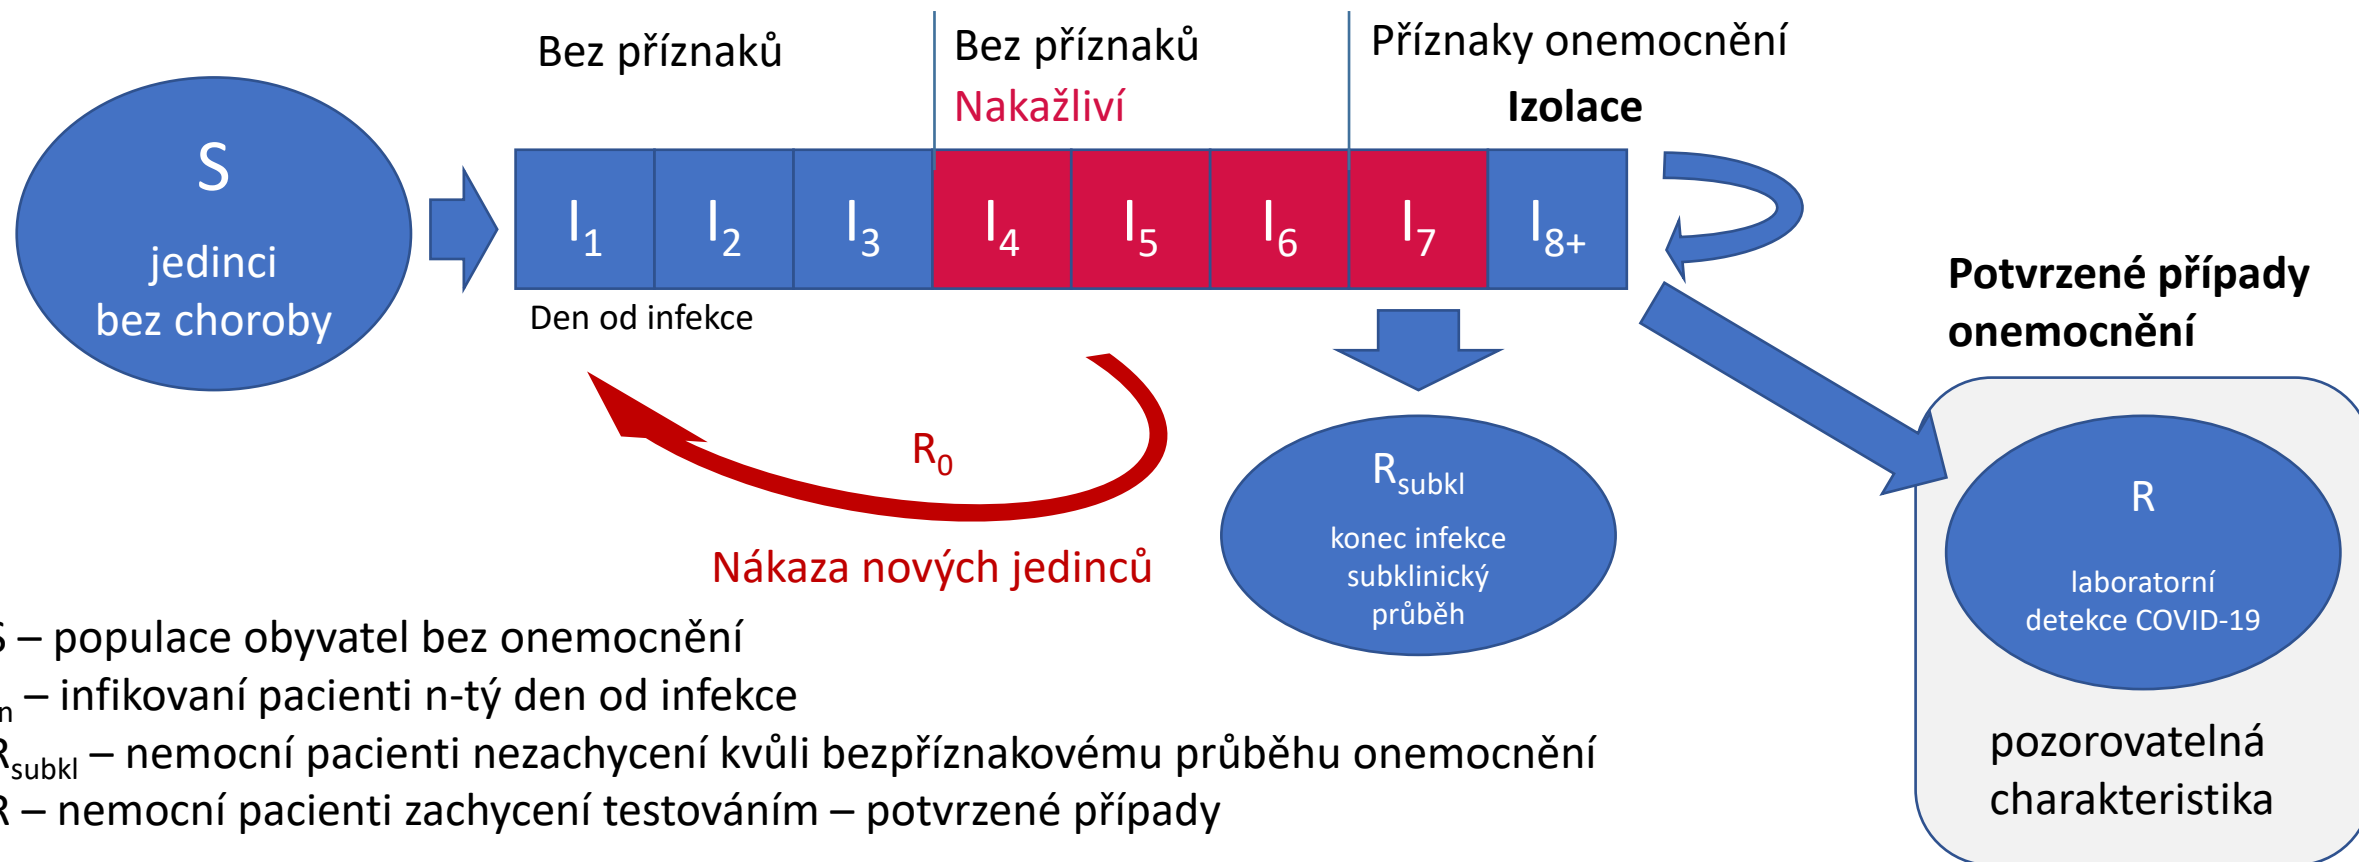 Bez příznaků
Bez příznaků
Nakažliví
Příznaky onemocnění
Izolace
S
jedinci
bez choroby
I1 I2 I3 I4 I5 I6 I7 I8+
Den od infekce
R0
Nákaza nových jedinců
Rsubkl
konec infekce
subklinický
průběh
Potvrzené případy
onemocnění
R
laboratorní
detekce COVID-19
pozorovatelná
charakteristika
S – populace obyvatel bez onemocnění
n – infikovaní pacienti n-tý den od infekce
Rsubkl – nemocní pacienti nezachycení kvůli bezpříznakovému průběhu onemocnění
R – nemocní pacienti zachycení testováním – potvrzené případy